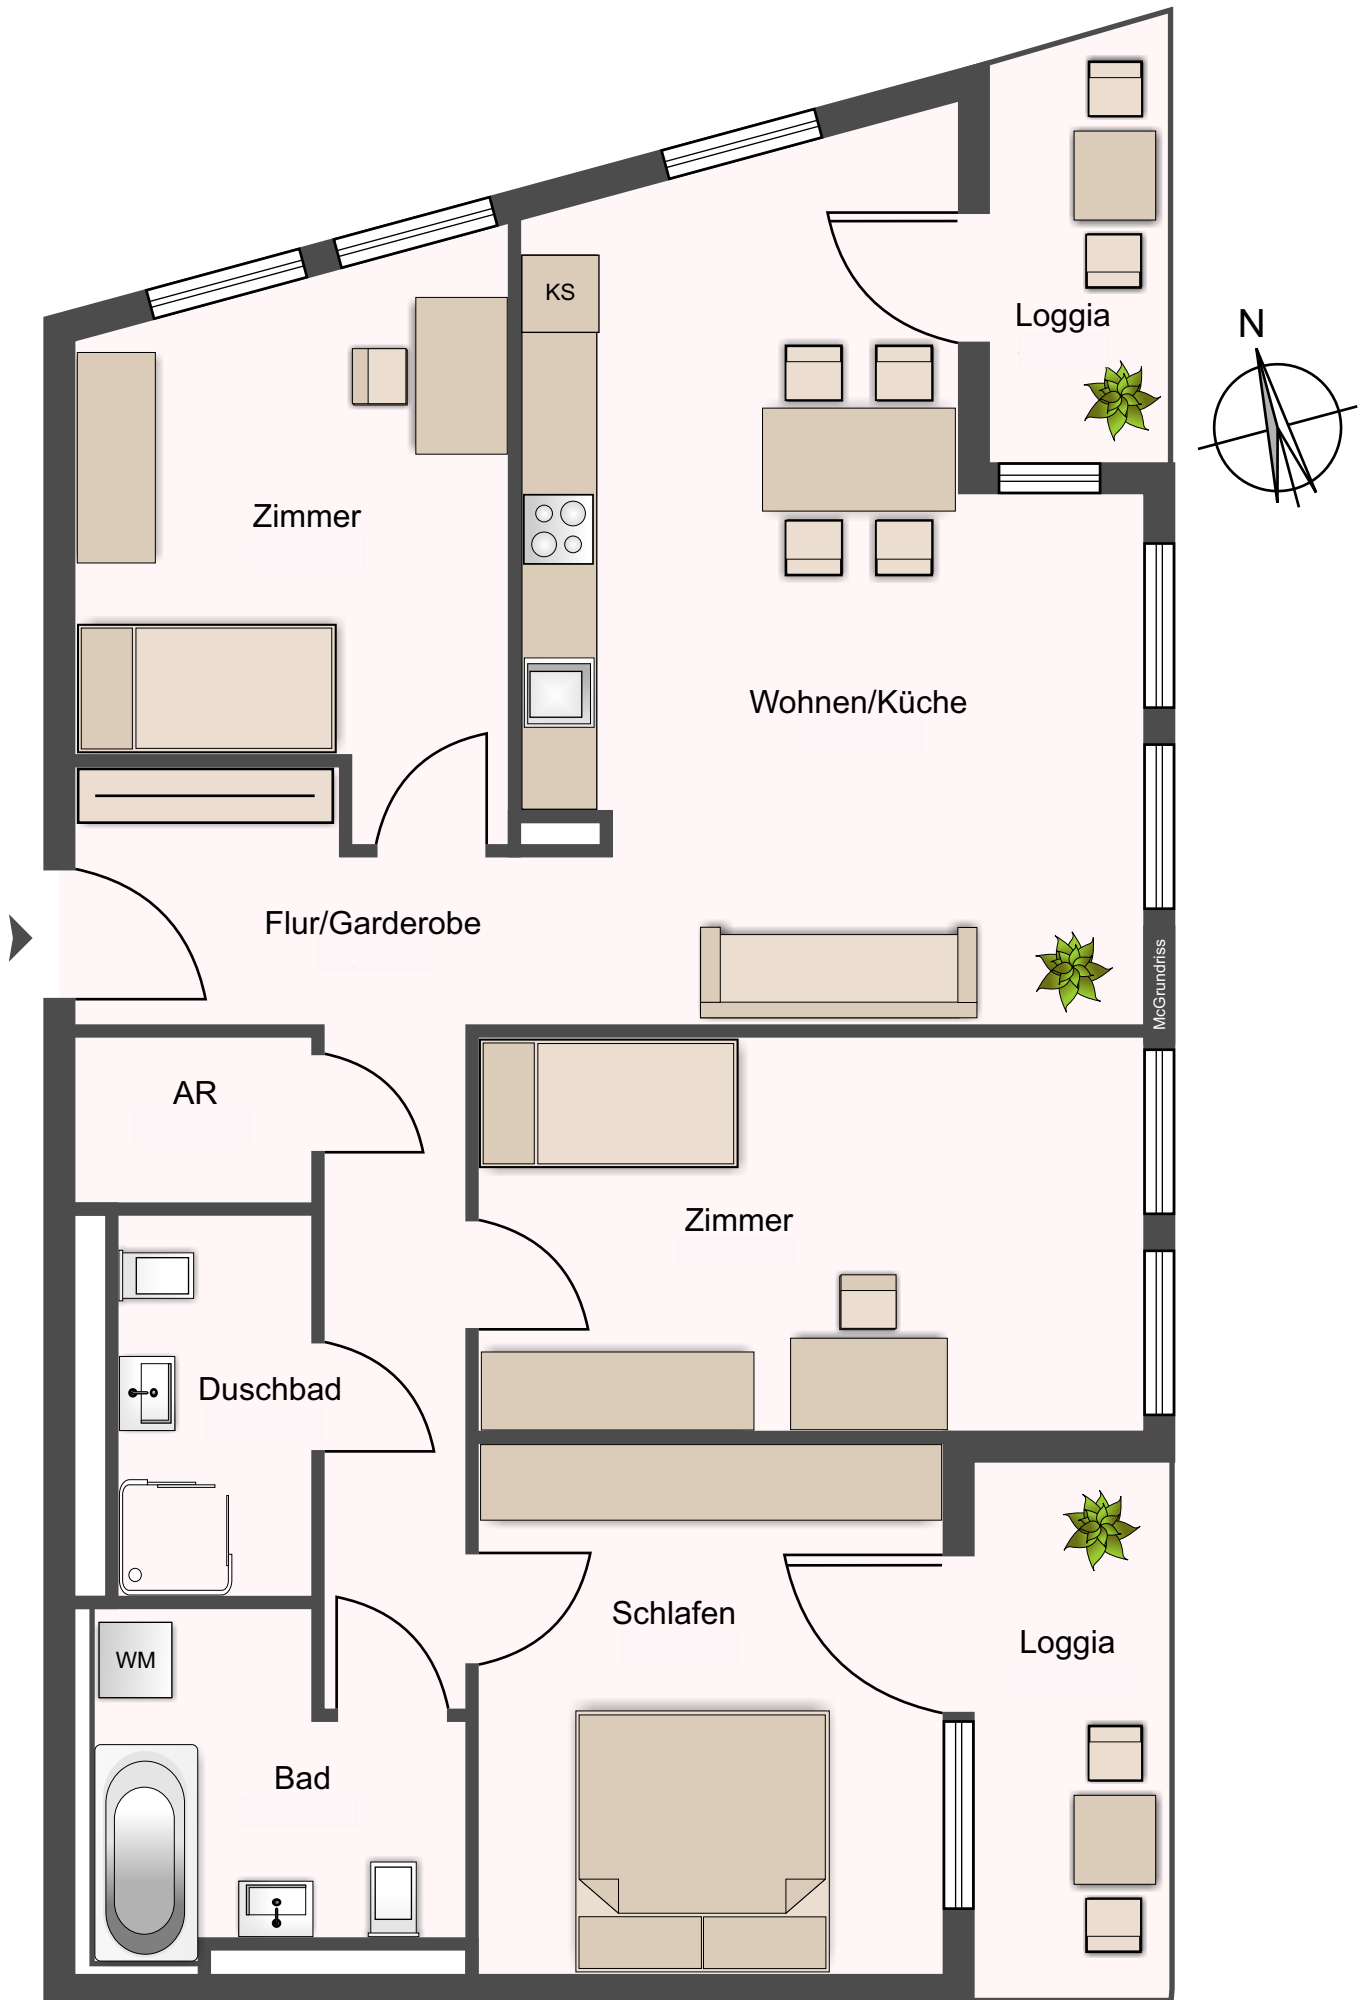 KS
Loggia
N
Zimmer
Wohnen/Küche
Flur/Garderobe
McGrundriss
AR
Zimmer
Duschbad
Schlafen
Loggia
WM
Bad